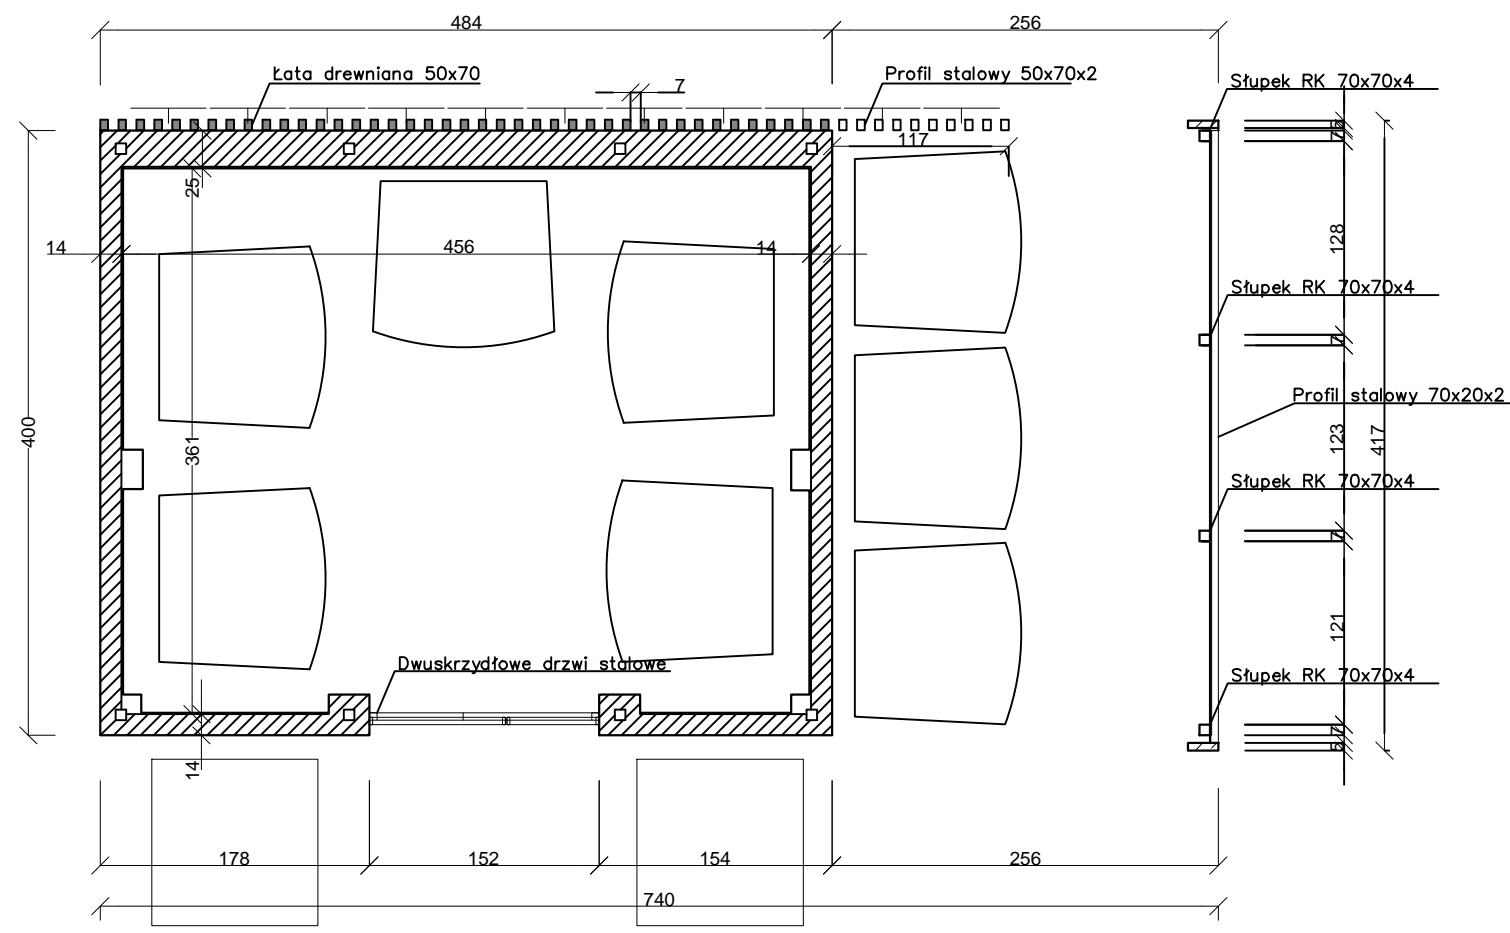 484
256
Łata drewniana 50x70
7
Profil stalowy 50x70x2
Słupek RK 70x70x4
117
25
14
456
14
128
Słupek RK 70x70x4
Profil stalowy 70x20x2
400
361
123
417
Słupek RK 70x70x4
121
Dwuskrzydłowe drzwi stalowe
Słupek RK 70x70x4
14
178
152
154
256
740